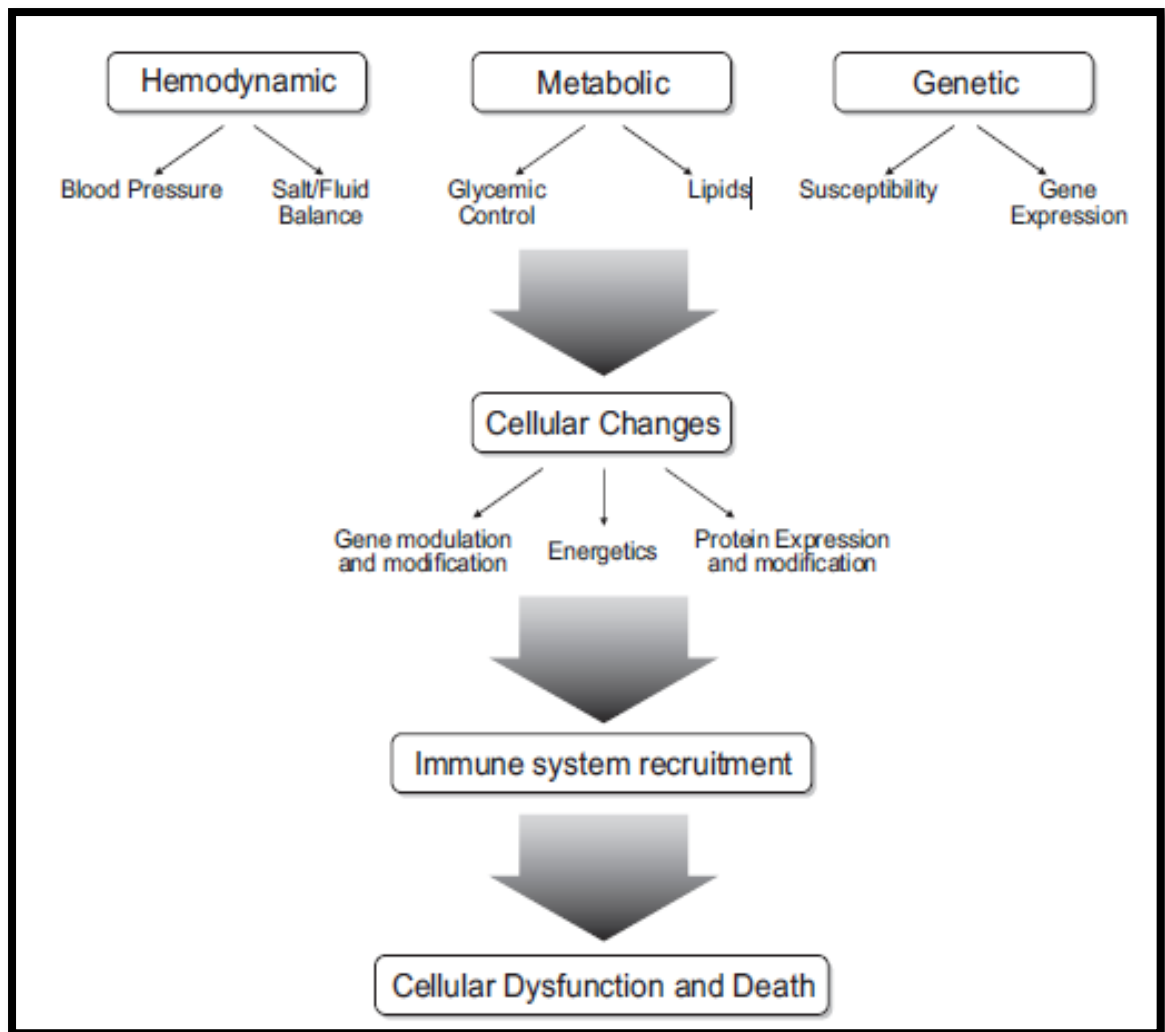 Hemodynamic
Metabolic
Genetic
Blood Pressure
Salt/Fluid
Balance
Glycemic
Control
Lipids
Susceptibility
Gene
Expression
Cellular Changes
Gene modulation
and modification
Energetics
Protein Expression
and modification
Immune system recruitment
Cellular Dysfunction and Death